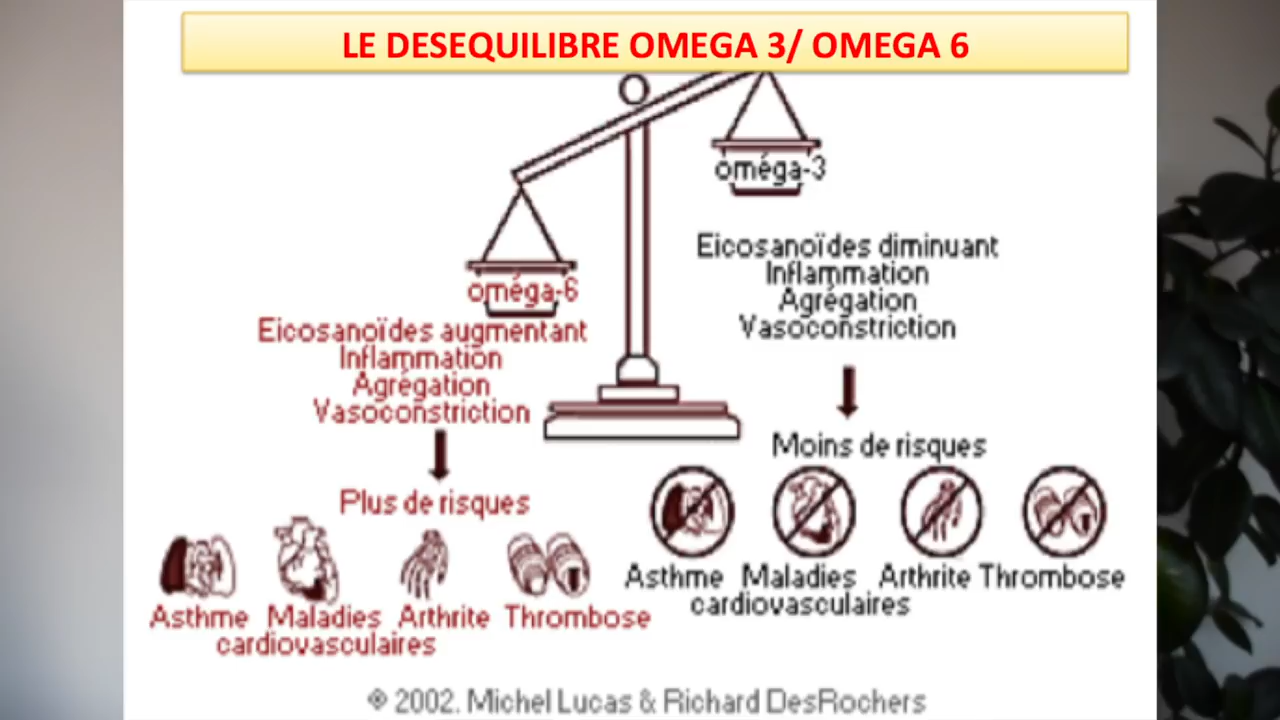 LE DESEQUILIBRE OMEGA 3/ OMEGA 6
oméga-3
oméga-6
Eicosanoïdes diminuant
Inflammation
Agrégation
Vasoconstriction
Moins de risques
Asthme Maladies Arthrite Thrombose
cardiovasculaires
Eicosanoïdes augmentant
Inflammation
Agrégation
Vasoconstriction
Plus de risques
Asthme Maladies Arthrite Thrombose
cardiovasculaires
© 2002. Michel Lucas & Richard DesRochers